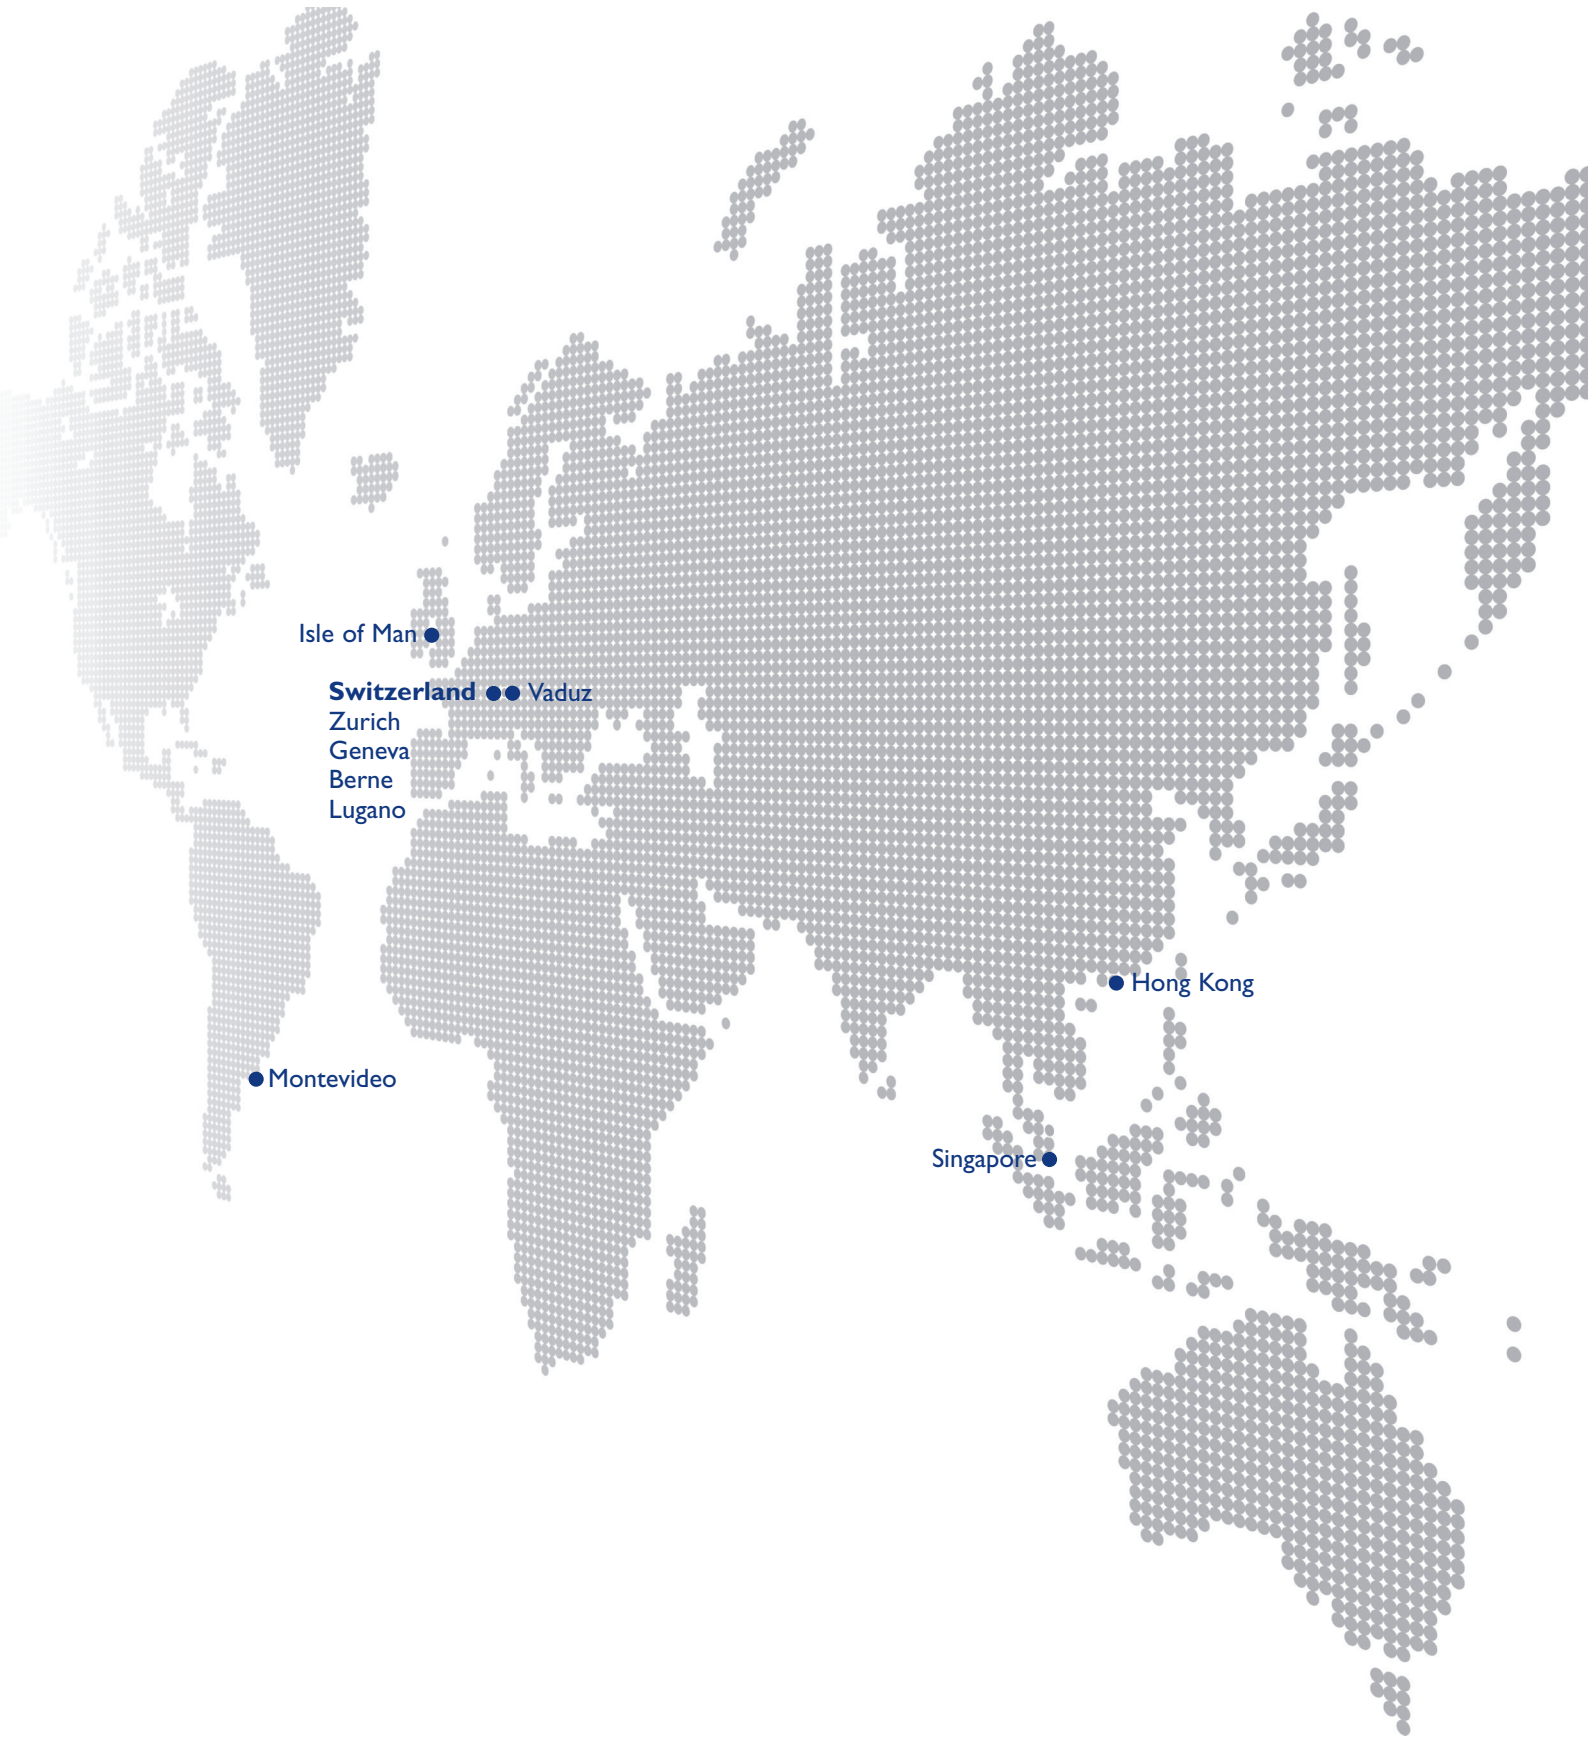 Isle of Man
Switzerland
Vaduz
Zurich
Geneva
Berne
Lugano
Hong Kong
Montevideo
Singapore